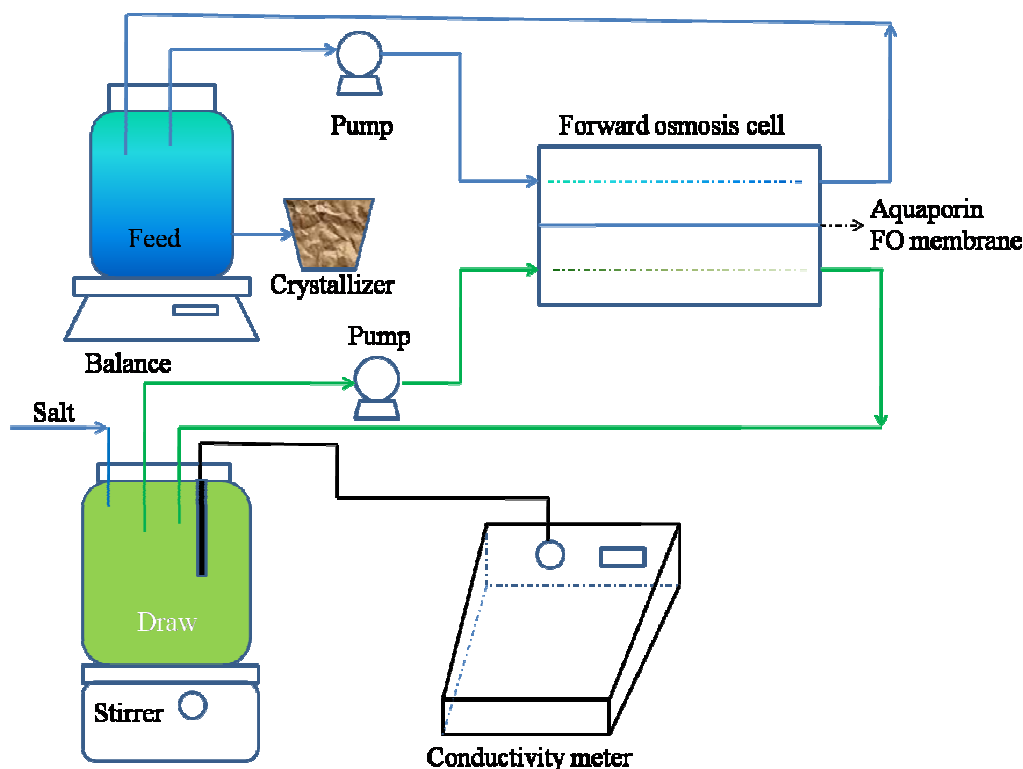 Pump
Forward osmosis cell
Feed
Aquaporin
FO membrane
Crystallizer
Pump
Balance
Salt
Draw
Stirrer
Conductivity meter